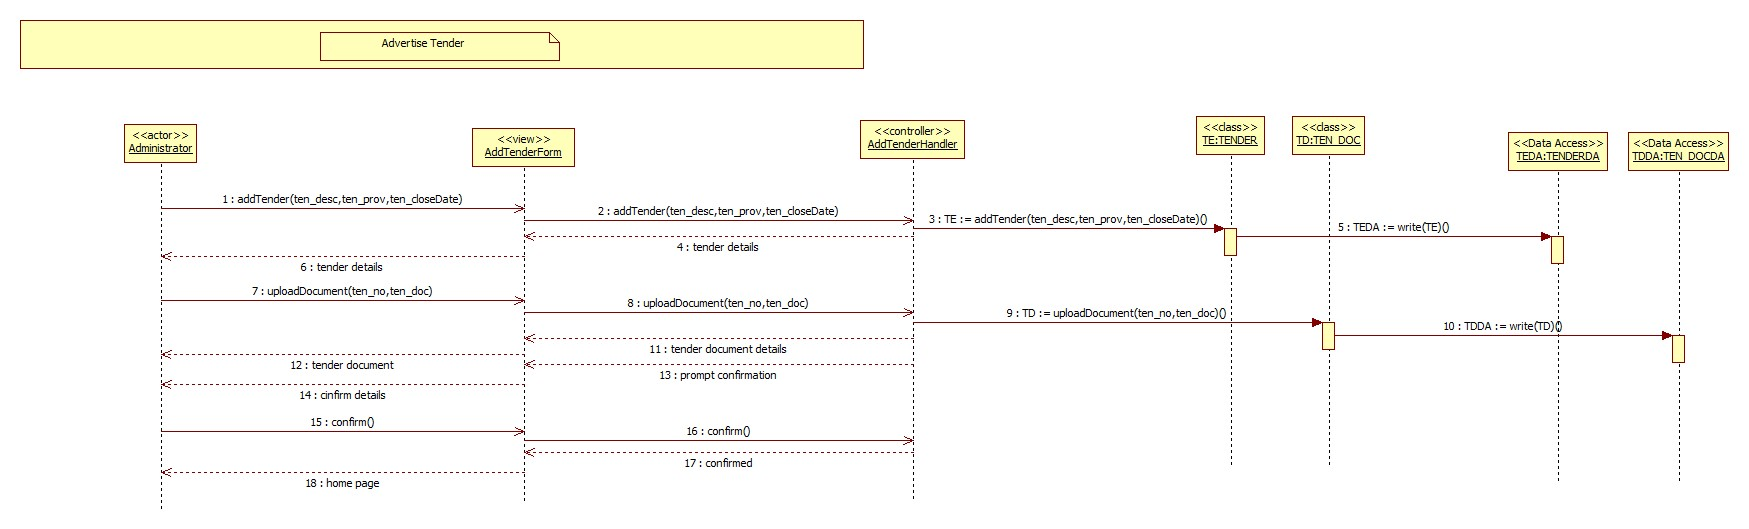 Advertise Tender
<<actor>>
Administrator
<<view>>
AddTenderForm
<<controller>>
AddTenderHandler
<<class>>
TE:TENDER
<<class>>
TD:TEN_DOC
<<Data Access>>
TEDA:TENDERDA
<<Data Access>>
TDDA:TEN_DOCDA
1 : addTender(ten_desc,ten_prov,ten_closeDate)
2 : addTender(ten_desc,ten_prov,ten_closeDate)
3 : TE := addTender(ten_desc,ten_prov,ten_closeDate)()
4 : tender details
5 : TEDA := write(TE)()
6 : tender details
7 : uploadDocument(ten_no,ten_doc)
8 : uploadDocument(ten_no,ten_doc)
9 : TD := uploadDocument(ten_no,ten_doc)()
10 : TDDA := write(TD)()
11 : tender document details
12 : tender document
13 : prompt confirmation
14 : cinfirm details
15 : confirm()
16 : confirm()
17 : confirmed
18 : home page